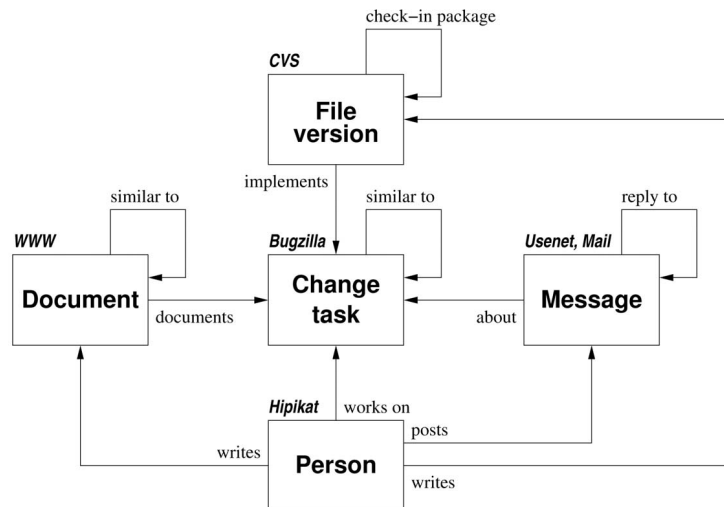 check-in package
CVS
File
version
implements
similar to
similar to
reply to
WWW
Bugzilla
Usenet, Mail
Document
Change
task
Message
documents
about
Hipikat
works on
posts
writes
Person
writes